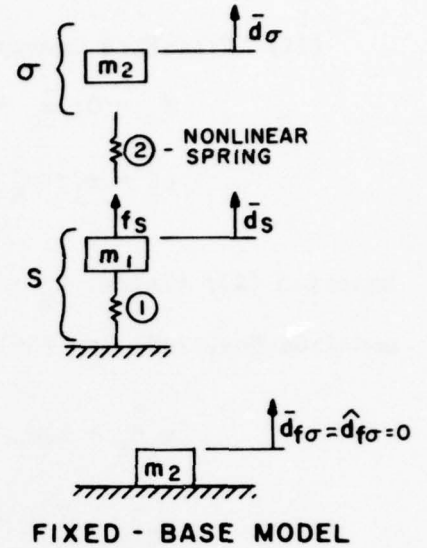 d̄σ
σ
m2
② - NONLINEAR
SPRING
fs
d̄s
m1
S
①
d̄fσ = d̂fσ = 0
m2
FIXED - BASE MODEL